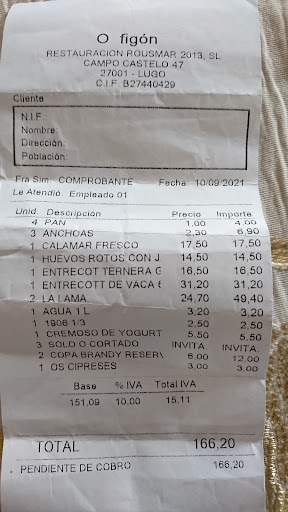 O figón
RESTAURACION ROUSMAR 2013, SL
CAMPO CASTELO 47
27001 - LUGO
C.I.F. B27440429
Cliente
N.I.F.
Nombre:
Dirección:
Población:
Fra Sim. COMPROBANTE Fecha: 10/09/2021
Le Atendió Empleado 01
Unid Descripción Precio Importe
4 PAN 1,00 4,00
3 ANCHOAS 2,30 6,90
1 CALAMAR FRESCO 17,50 17,50
1 HUEVOS ROTOS CON J 14,50 14,50
1 ENTRECOT TERNERA G 16,50 16,50
1 ENTRECOTT DE VACA 31,20 31,20
2 LA LAMA 24,70 49,40
1 AGUA 1 L 3,20 3,20
1 1906 1/3 2,50 2,50
1 CREMOSO DE YOGURT 5,50 5,50
3 SOLO O CORTADO INVITA INVITA
2 COPA BRANDY RESERV 6,00 12,00
1 OS CIPRESES 3,00 3,00
Base % IVA Total IVA
151,09 10,00 15,11
TOTAL 166,20
PENDIENTE DE COBRO 166,20